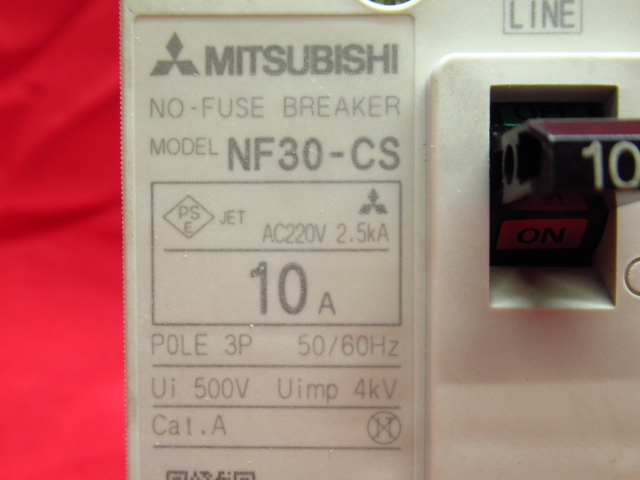 LINE
MITSUBISHI
NO-FUSE BREAKER
MODEL NF30-CS
PS
E
JET
AC220V 2.5kA
10A
POLE 3P 50/60Hz
Ui 500V Uimp 4kV
Cat.A
10
ON